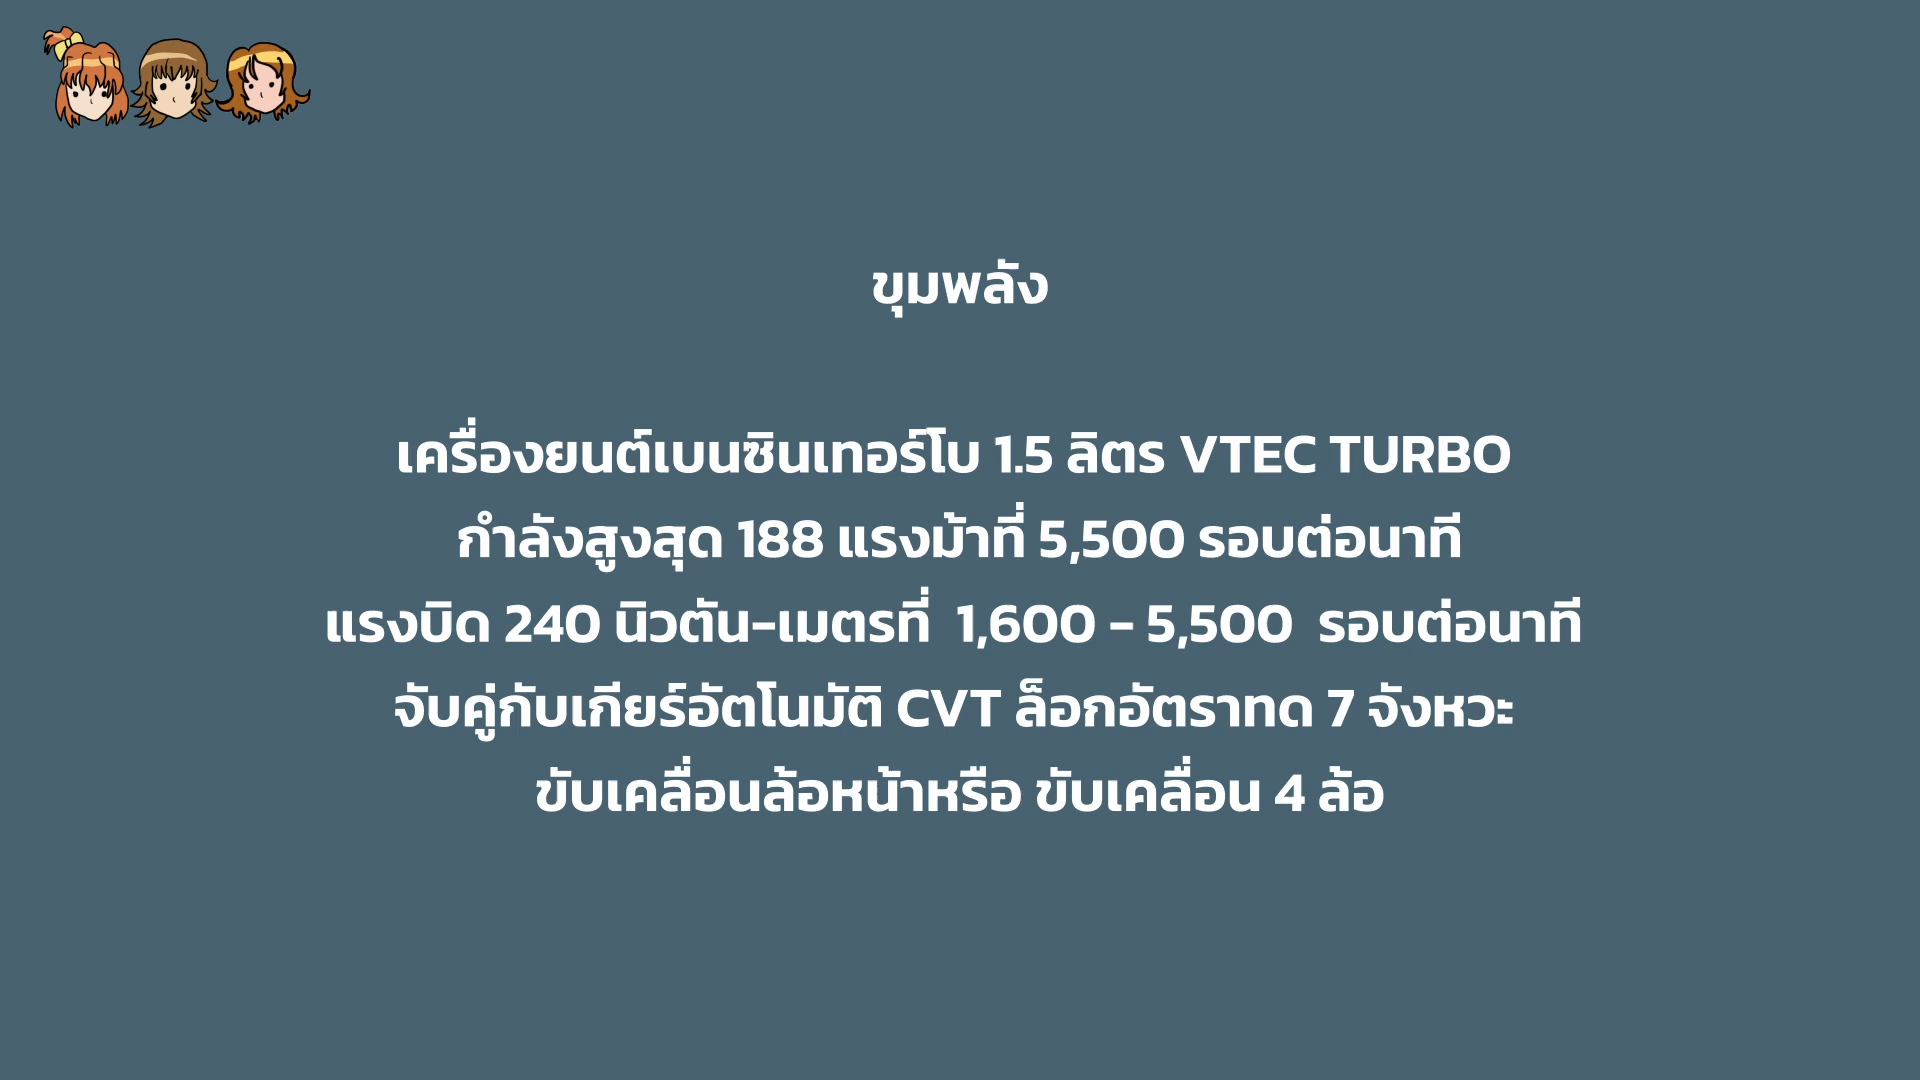 ขุมพลัง
เครื่องยนต์เบนซินเทอร์โบ 1.5 ลิตร VTEC TURBO
กำลังสูงสุด 188 แรงม้าที่ 5,500 รอบต่อนาที
แรงบิด 240 นิวตัน-เมตรที่ 1,600 - 5,500 รอบต่อนาที
จับคู่กับเกียร์อัตโนมัติ CVT ล็อกอัตราทด 7 จังหวะ
ขับเคลื่อนล้อหน้าหรือ ขับเคลื่อน 4 ล้อ